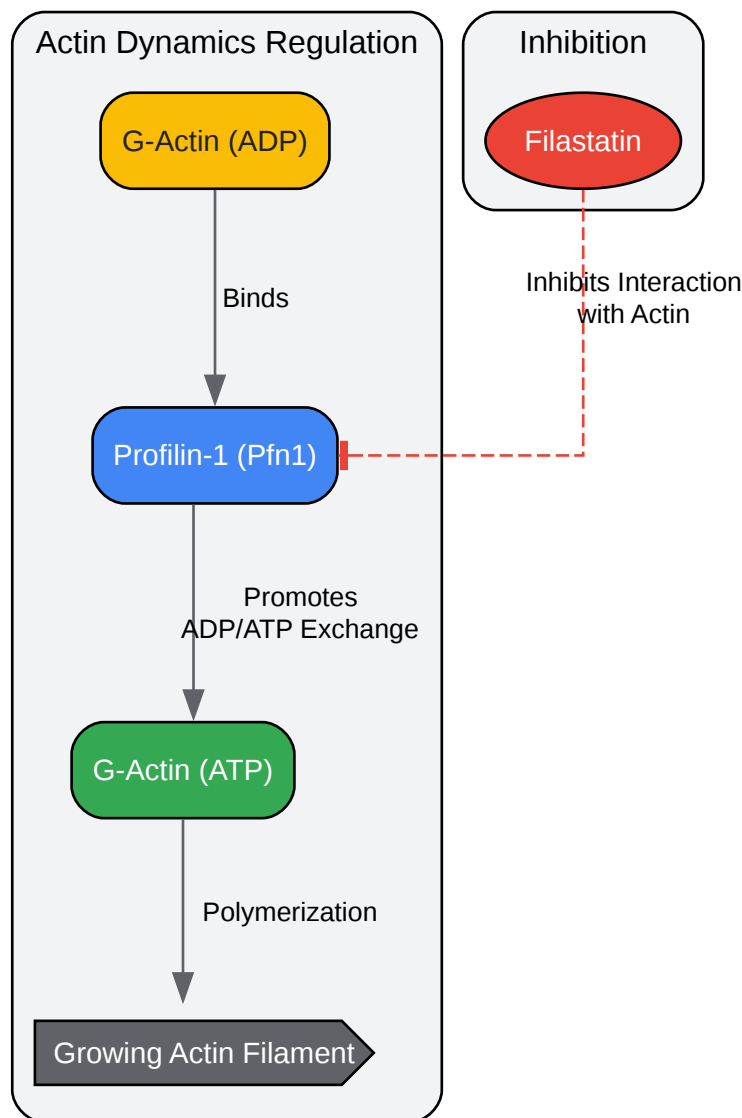 Actin Dynamics Regulation
Inhibition
G-Actin (ADP)
Filastatin
Binds
Inhibits Interaction
with Actin
Profilin-1 (Pfn1)
Promotes
ADP/ATP Exchange
G-Actin (ATP)
Polymerization
Growing Actin Filament